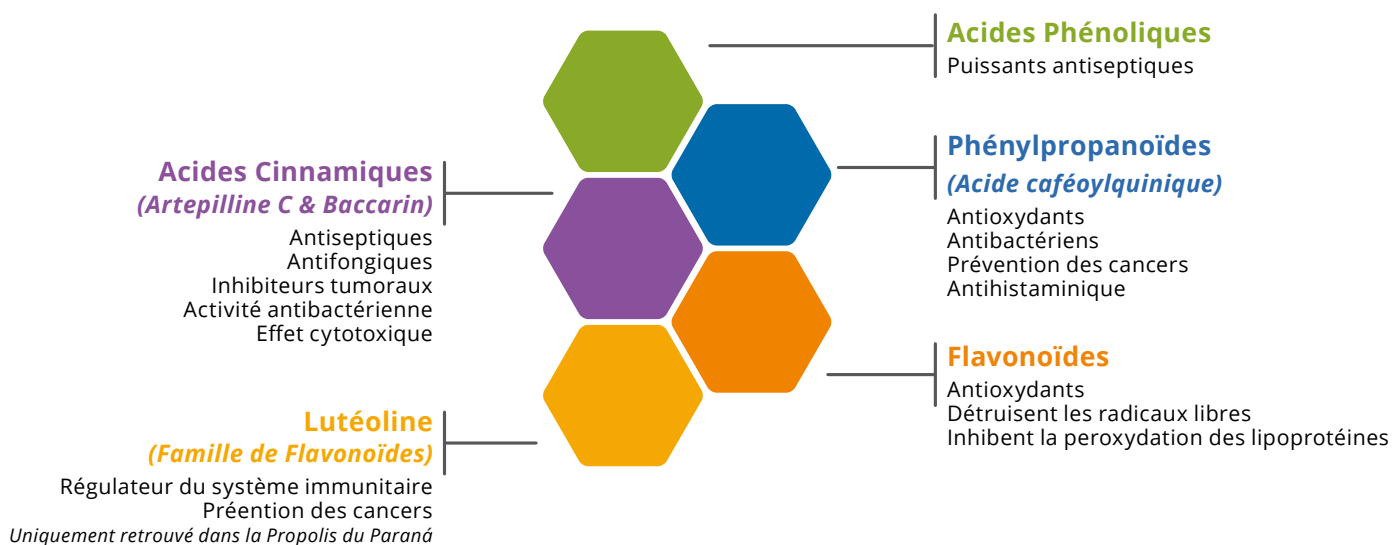 Acides Phénoliques
Puissants antiseptiques
Phénylpropanoïdes
(Acide caféoylquinique)
Antioxydants
Antibactériens
Prévention des cancers
Antihistaminique
Acides Cinnamiques
(Artepilline C & Baccarin)
Antiseptiques
Antifongiques
Inhibiteurs tumoraux
Activité antibactérienne
Effet cytotoxique
Flavonoïdes
Antioxydants
Détruisent les radicaux libres
Inhibent la peroxydation des lipoprotéines
Lutéoline
(Famille de Flavonoïdes)
Régulateur du système immunitaire
Préention des cancers
Uniquement retrouvé dans la Propolis du Paraná